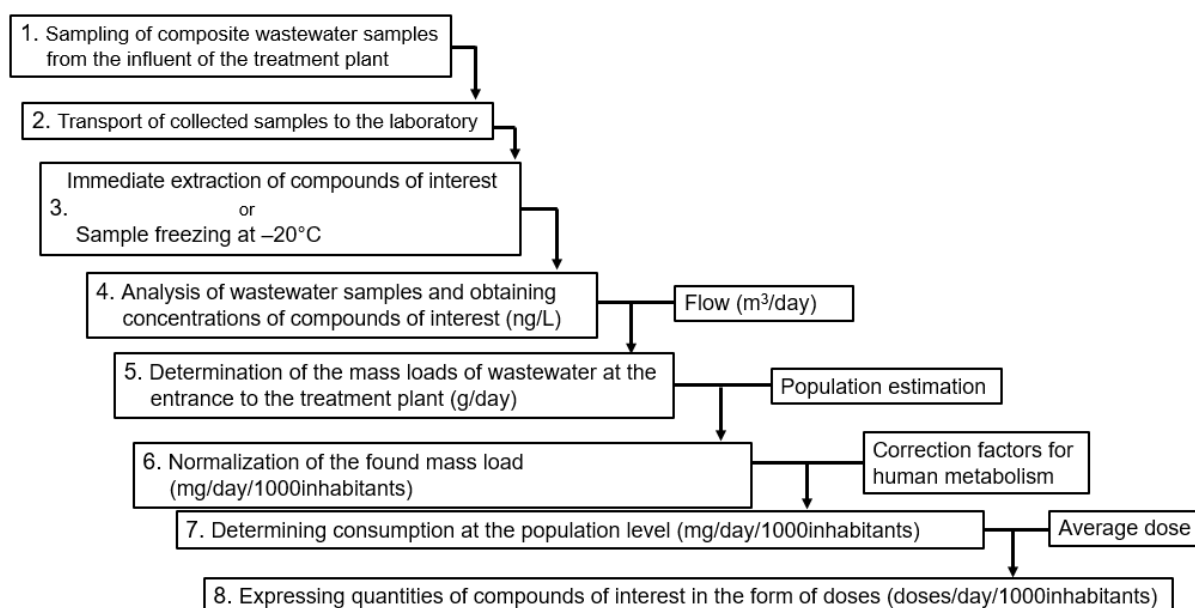 1. Sampling of composite wastewater samples
from the influent of the treatment plant
2. Transport of collected samples to the laboratory
Immediate extraction of compounds of interest
3. or
Sample freezing at –20°C
4. Analysis of wastewater samples and obtaining
concentrations of compounds of interest (ng/L)
Flow (m³/day)
5. Determination of the mass loads of wastewater at the
entrance to the treatment plant (g/day)
Population estimation
6. Normalization of the found mass load
(mg/day/1000inhabitants)
Correction factors for
human metabolism
7. Determining consumption at the population level (mg/day/1000inhabitants)
Average dose
8. Expressing quantities of compounds of interest in the form of doses (doses/day/1000inhabitants)